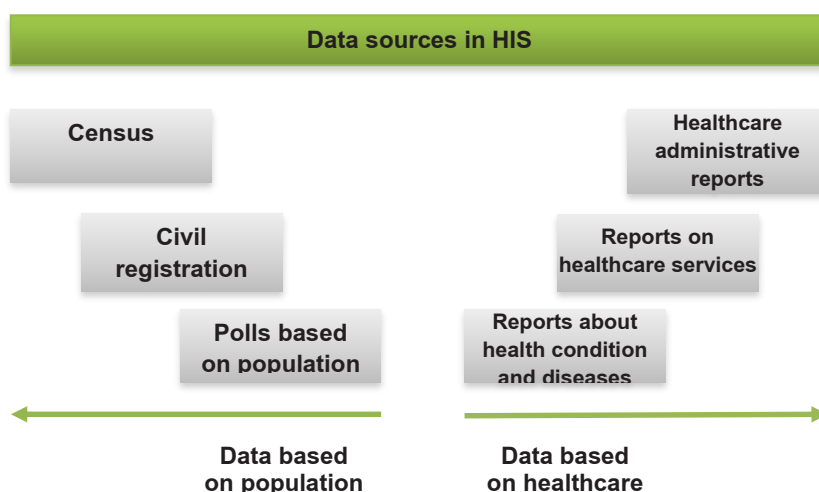 Data sources in HIS
Census
Civil
registration
Polls based
on population
Healthcare
administrative
reports
Reports on
healthcare services
Reports about
health condition
and diseases
Data based
on population
Data based
on healthcare